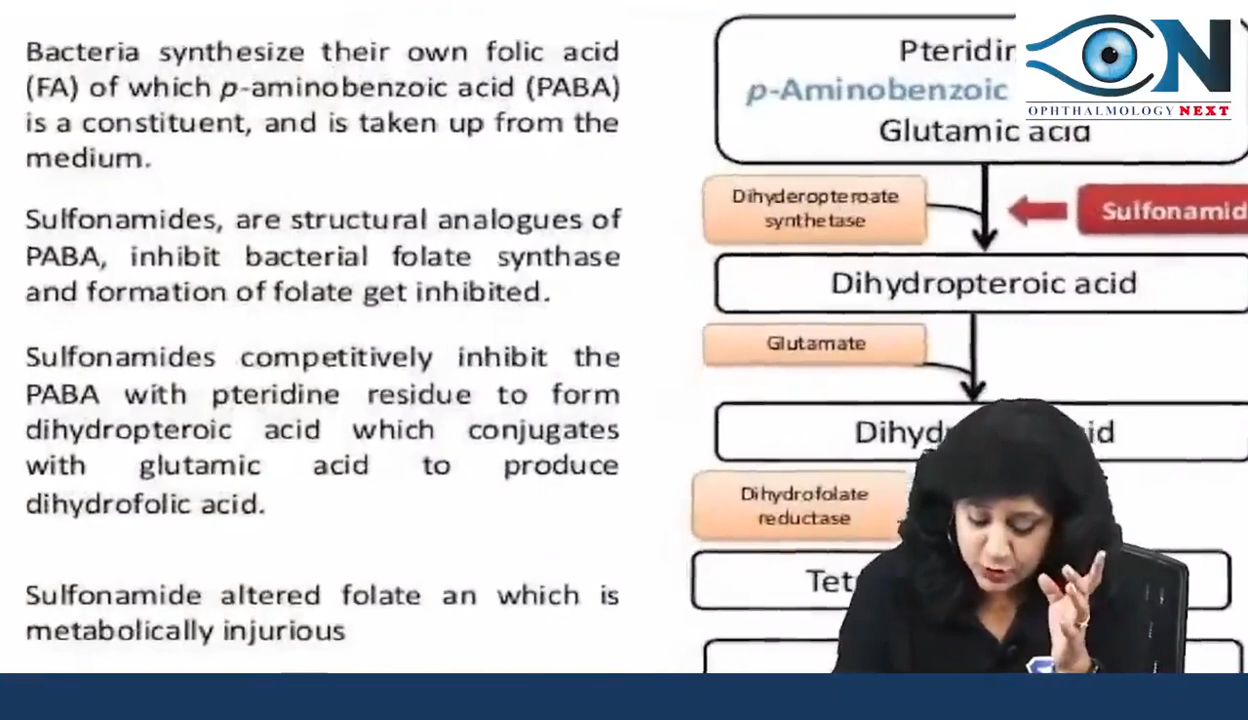 Bacteria synthesize their own folic acid
(FA) of which p-aminobenzoic acid (PABA)
is a constituent, and is taken up from the
medium.
Sulfonamides, are structural analogues of
PABA, inhibit bacterial folate synthase
and formation of folate get inhibited.
Sulfonamides competitively inhibit the
PABA with pteridine residue to form
dihydropteroic acid which conjugates
with glutamic acid to produce
dihydrofolic acid.
Sulfonamide altered folate an which is
metabolically injurious
p-Aminobenzoic
Glutamic acid
ON
OPHTHALMOLOGY NEXT
Dihyderopteroate
synthetase
Sulfonamid
Dihydropteroic acid
Glutamate
Dihydrofolate
reductase